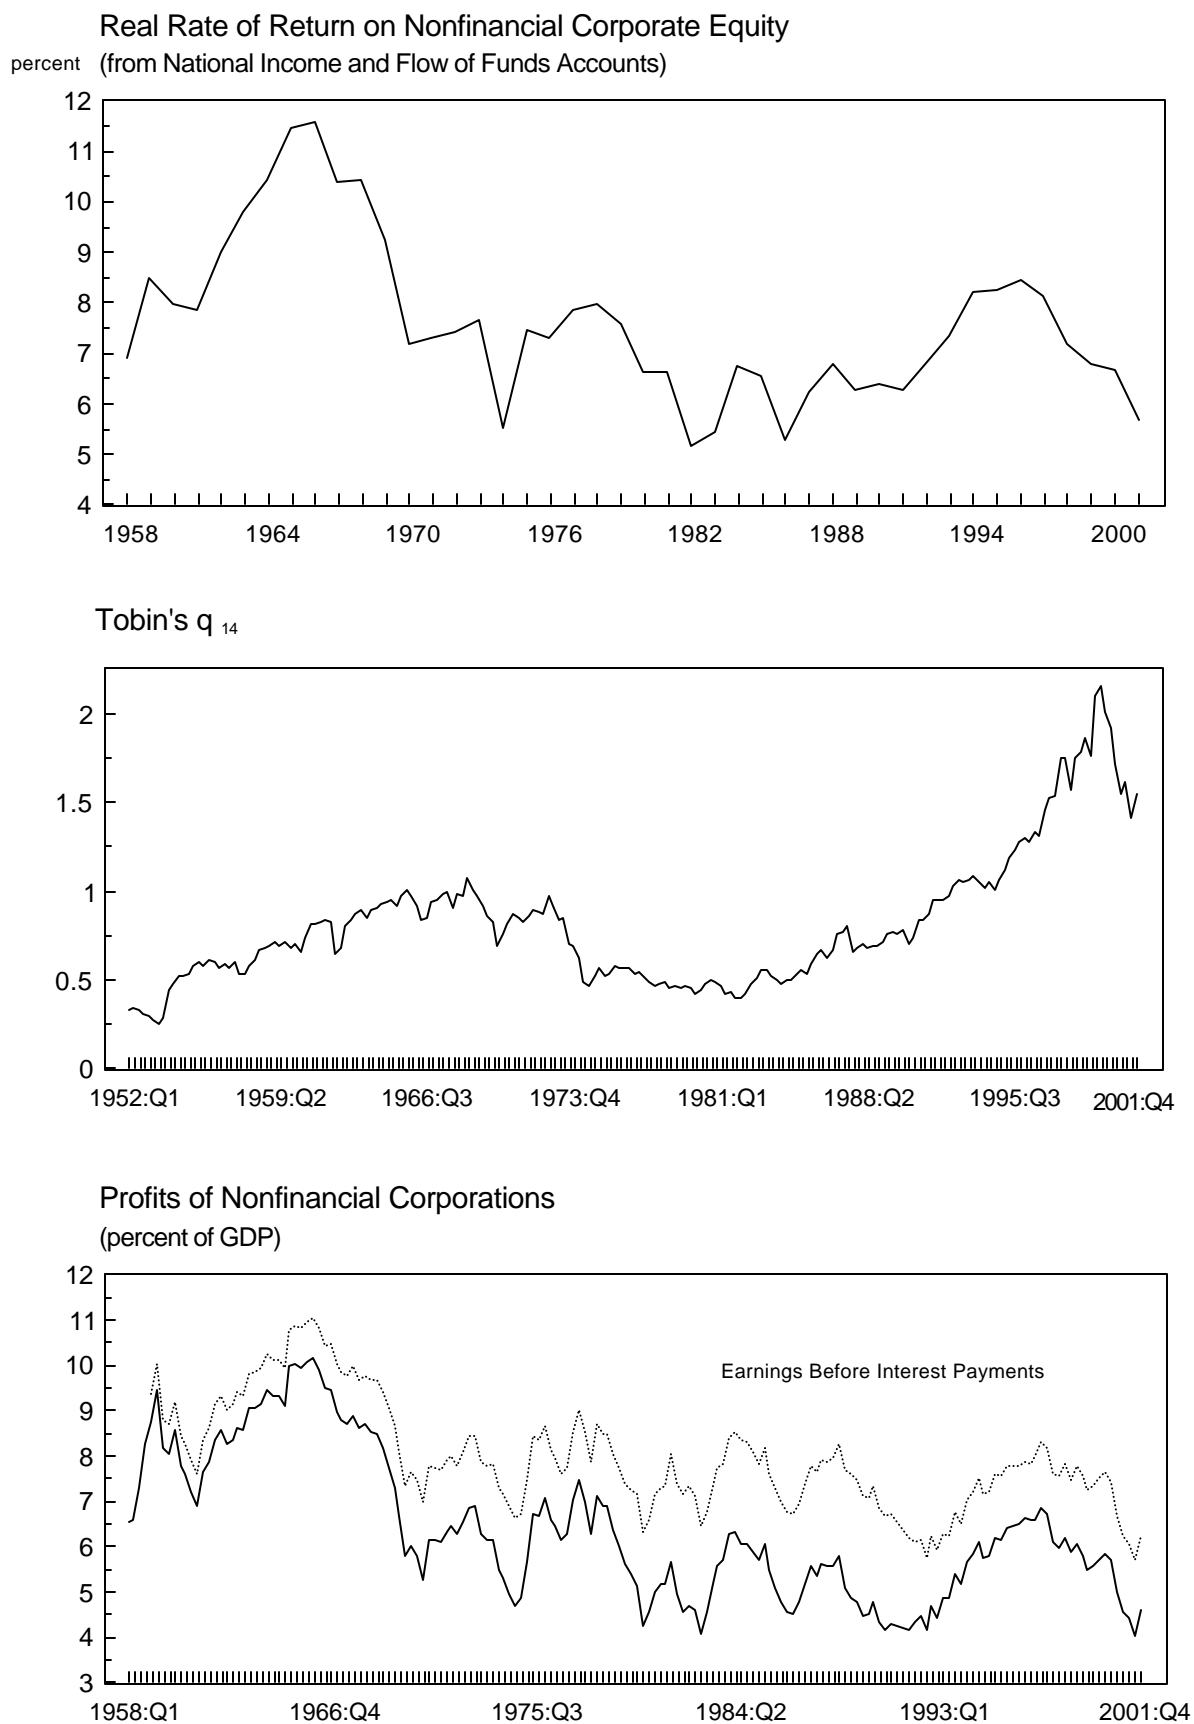 Real Rate of Return on Nonfinancial Corporate Equity
percent (from National Income and Flow of Funds Accounts)
12
11
10
9
8
7
6
5
4
1958 1964 1970 1976 1982 1988 1994 2000
Tobin's q 14
2
1.5
1
0.5
0
1952:Q1 1959:Q2 1966:Q3 1973:Q4 1981:Q1 1988:Q2 1995:Q3 2001:Q4
Profits of Nonfinancial Corporations
(percent of GDP)
12
11
10
Earnings Before Interest Payments
9
8
7
6
5
4
3
1958:Q1 1966:Q4 1975:Q3 1984:Q2 1993:Q1 2001:Q4